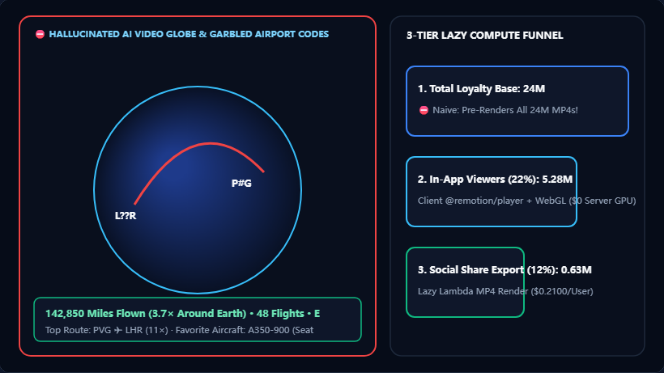 ⛔ HALLUCINATED AI VIDEO GLOBE & GARBLED AIRPORT CODES
P#G
L??R
142,850 Miles Flown (3.7× Around Earth) • 48 Flights • E
Top Route: PVG ✈ LHR (11×) · Favorite Aircraft: A350-900 (Seat
3-TIER LAZY COMPUTE FUNNEL
1. Total Loyalty Base: 24M
⛔ Naive: Pre-Renders All 24M MP4s!
2. In-App Viewers (22%): 5.28M
Client @remotion/player + WebGL ($0 Server GPU)
3. Social Share Export (12%): 0.63M
Lazy Lambda MP4 Render ($0.2100/User)